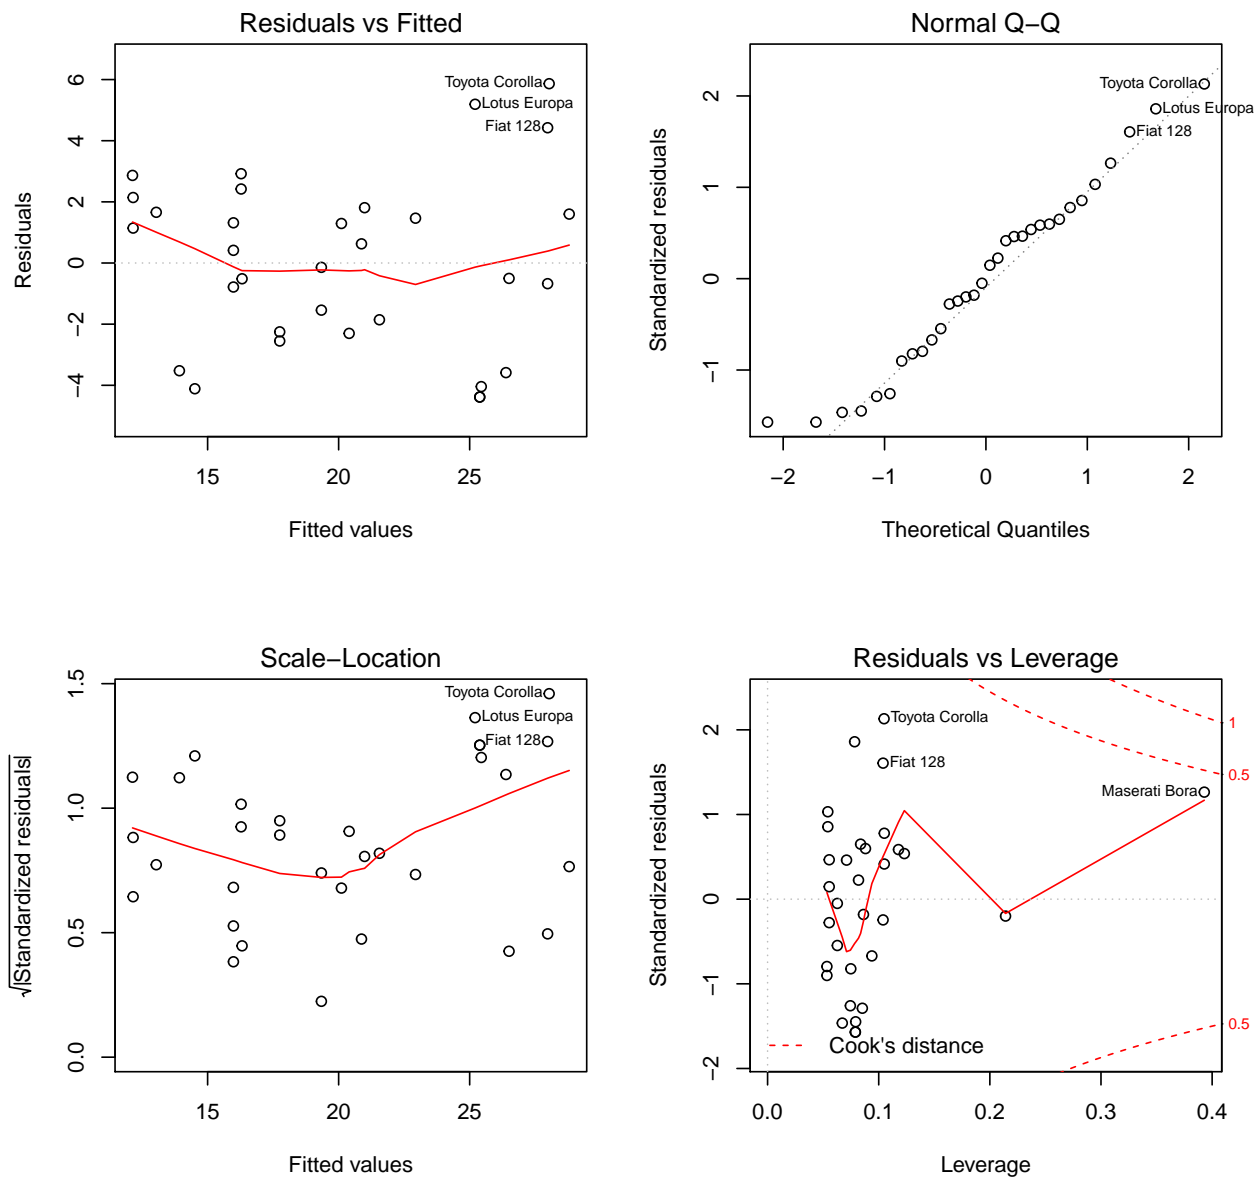 Residuals vs Fitted
Residuals
6
4
2
0
−2
−4
Toyota Corolla
Lotus Europa
Fiat 128
15 20 25
Fitted values
Normal Q−Q
Standardized residuals
2
1
0
−1
Toyota Corolla
Lotus Europa
Fiat 128
−2 −1 0 1 2
Theoretical Quantiles
Scale−Location
√|Standardized residuals|
1.5
1.0
0.5
0.0
Toyota Corolla
Lotus Europa
Fiat 128
15 20 25
Fitted values
Residuals vs Leverage
Standardized residuals
2
1
0
−1
−2
Toyota Corolla
Fiat 128
Maserati Bora
1
0.5
0.5
Cook's distance
0.0 0.1 0.2 0.3 0.4
Leverage